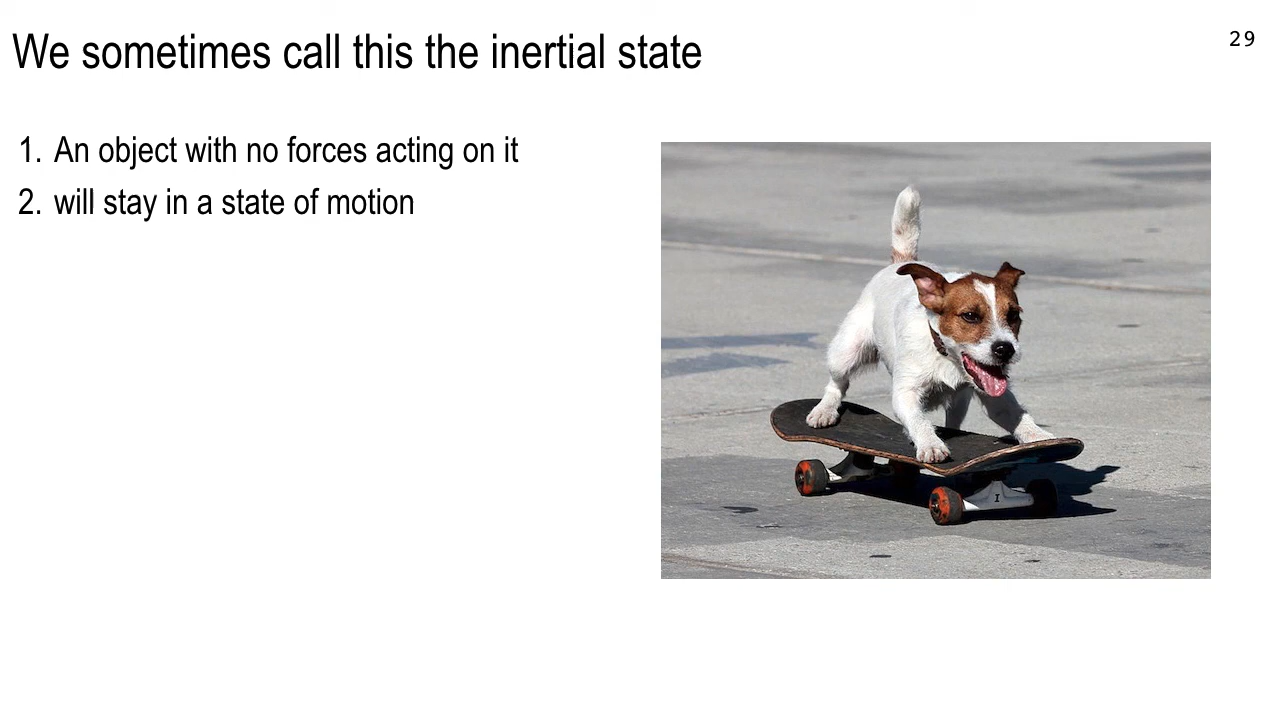 We sometimes call this the inertial state
29
1. An object with no forces acting on it
2. will stay in a state of motion
I